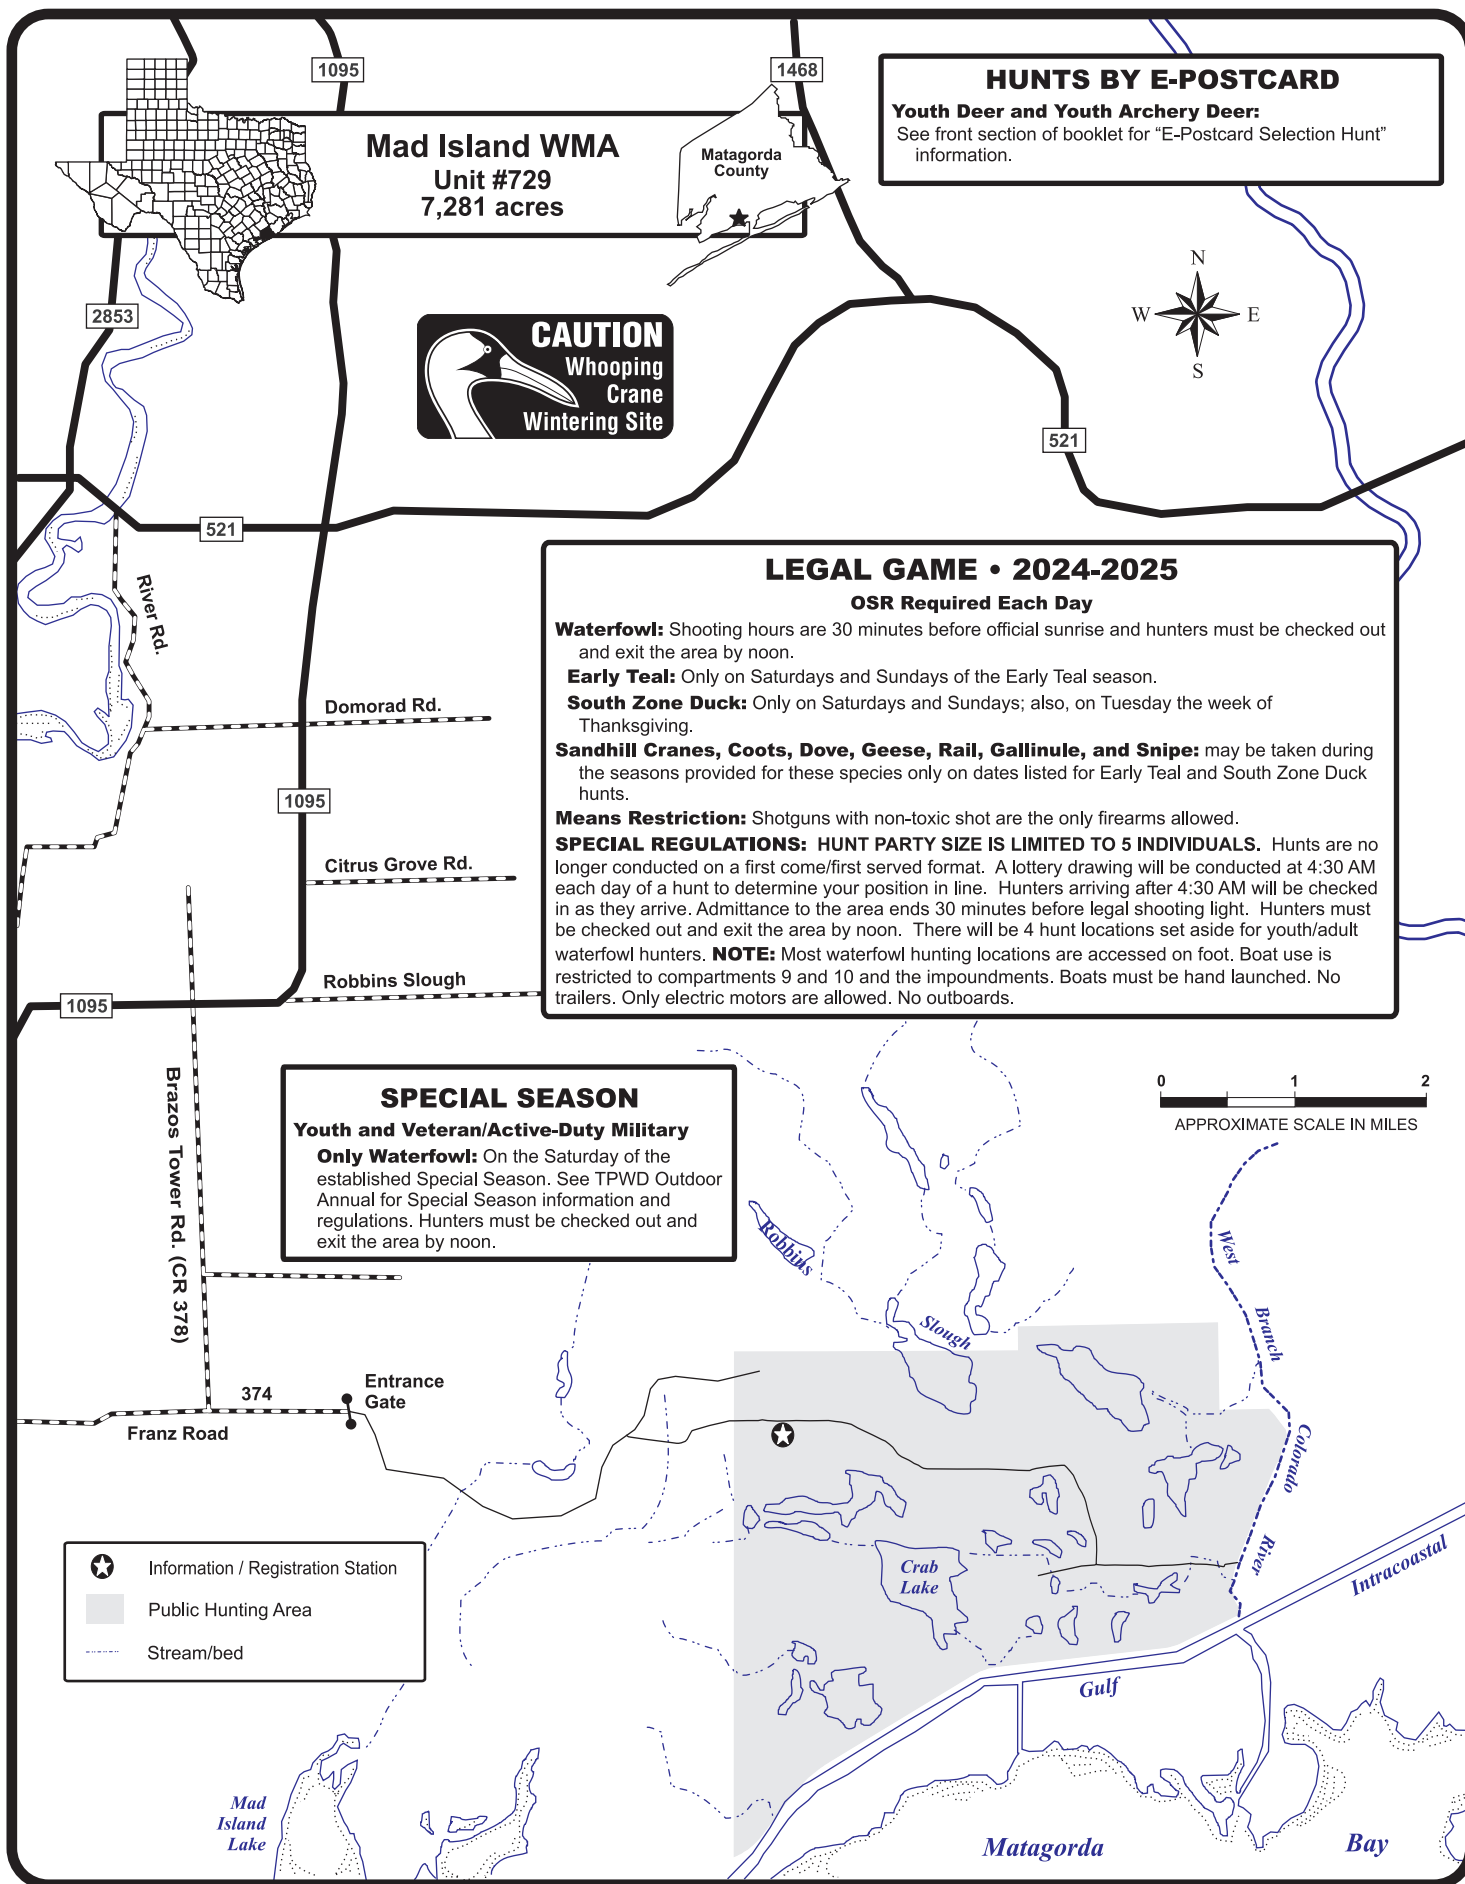 1095
1468
HUNTS BY E-POSTCARD
Youth Deer and Youth Archery Deer:
See front section of booklet for “E-Postcard Selection Hunt”
information.
Mad Island WMA
Unit #729
7,281 acres
Matagorda
County
N
W
E
S
2853
CAUTION
Whooping
Crane
Wintering Site
521
521
LEGAL GAME • 2024-2025
OSR Required Each Day
Waterfowl: Shooting hours are 30 minutes before official sunrise and hunters must be checked out
and exit the area by noon.
Early Teal: Only on Saturdays and Sundays of the Early Teal season.
South Zone Duck: Only on Saturdays and Sundays; also, on Tuesday the week of
Thanksgiving.
Sandhill Cranes, Coots, Dove, Geese, Rail, Gallinule, and Snipe: may be taken during
the seasons provided for these species only on dates listed for Early Teal and South Zone Duck
hunts.
Means Restriction: Shotguns with non-toxic shot are the only firearms allowed.
SPECIAL REGULATIONS: HUNT PARTY SIZE IS LIMITED TO 5 INDIVIDUALS. Hunts are no
longer conducted on a first come/first served format. A lottery drawing will be conducted at 4:30 AM
each day of a hunt to determine your position in line. Hunters arriving after 4:30 AM will be checked
in as they arrive. Admittance to the area ends 30 minutes before legal shooting light. Hunters must
be checked out and exit the area by noon. There will be 4 hunt locations set aside for youth/adult
waterfowl hunters. NOTE: Most waterfowl hunting locations are accessed on foot. Boat use is
restricted to compartments 9 and 10 and the impoundments. Boats must be hand launched. No
trailers. Only electric motors are allowed. No outboards.
River Rd.
Domorad Rd.
1095
Citrus Grove Rd.
Robbins Slough
1095
Brazos Tower Rd. (CR 378)
SPECIAL SEASON
Youth and Veteran/Active-Duty Military
Only Waterfowl: On the Saturday of the
established Special Season. See TPWD Outdoor
Annual for Special Season information and
regulations. Hunters must be checked out and
exit the area by noon.
0 1 2
APPROXIMATE SCALE IN MILES
Robbins
Slough
West
Branch
Colorado
River
374
Entrance
Gate
Franz Road
Crab
Lake
Intracoastal
Information / Registration Station
Public Hunting Area
Stream/bed
Gulf
Mad
Island
Lake
Matagorda
Bay